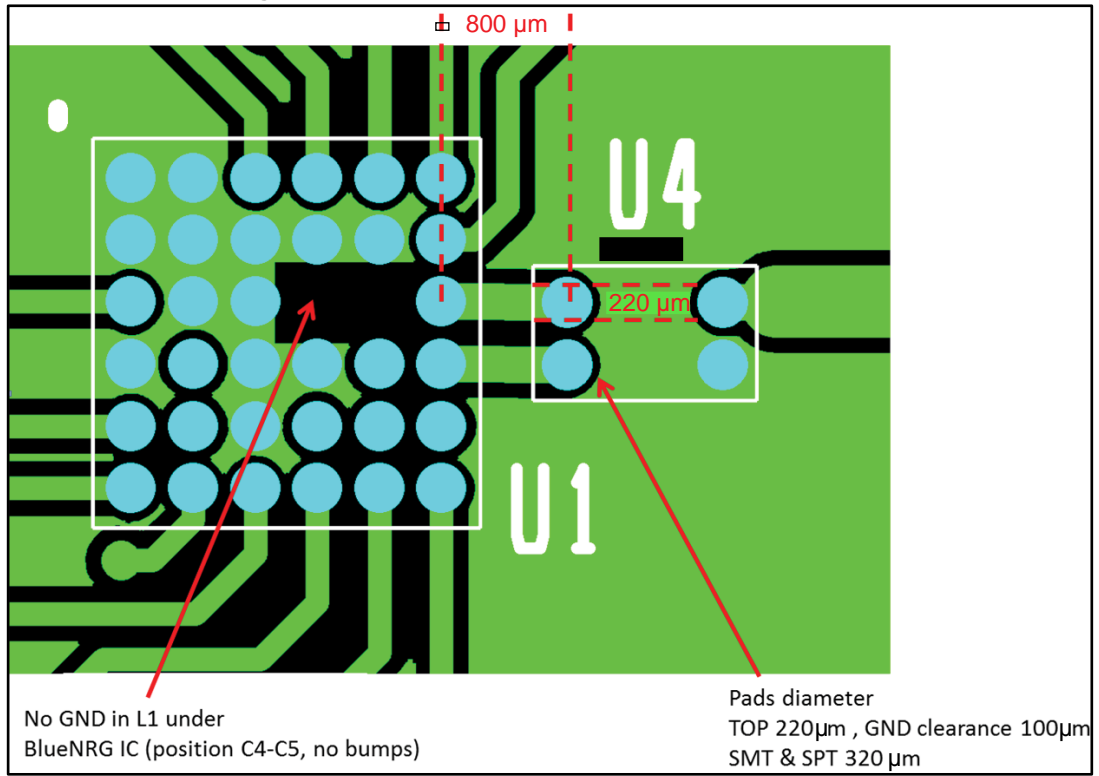 800 µm
U4
220 µm
U1
No GND in L1 under
BlueNRG IC (position C4-C5, no bumps)
Pads diameter
TOP 220µm , GND clearance 100µm
SMT & SPT 320 µm